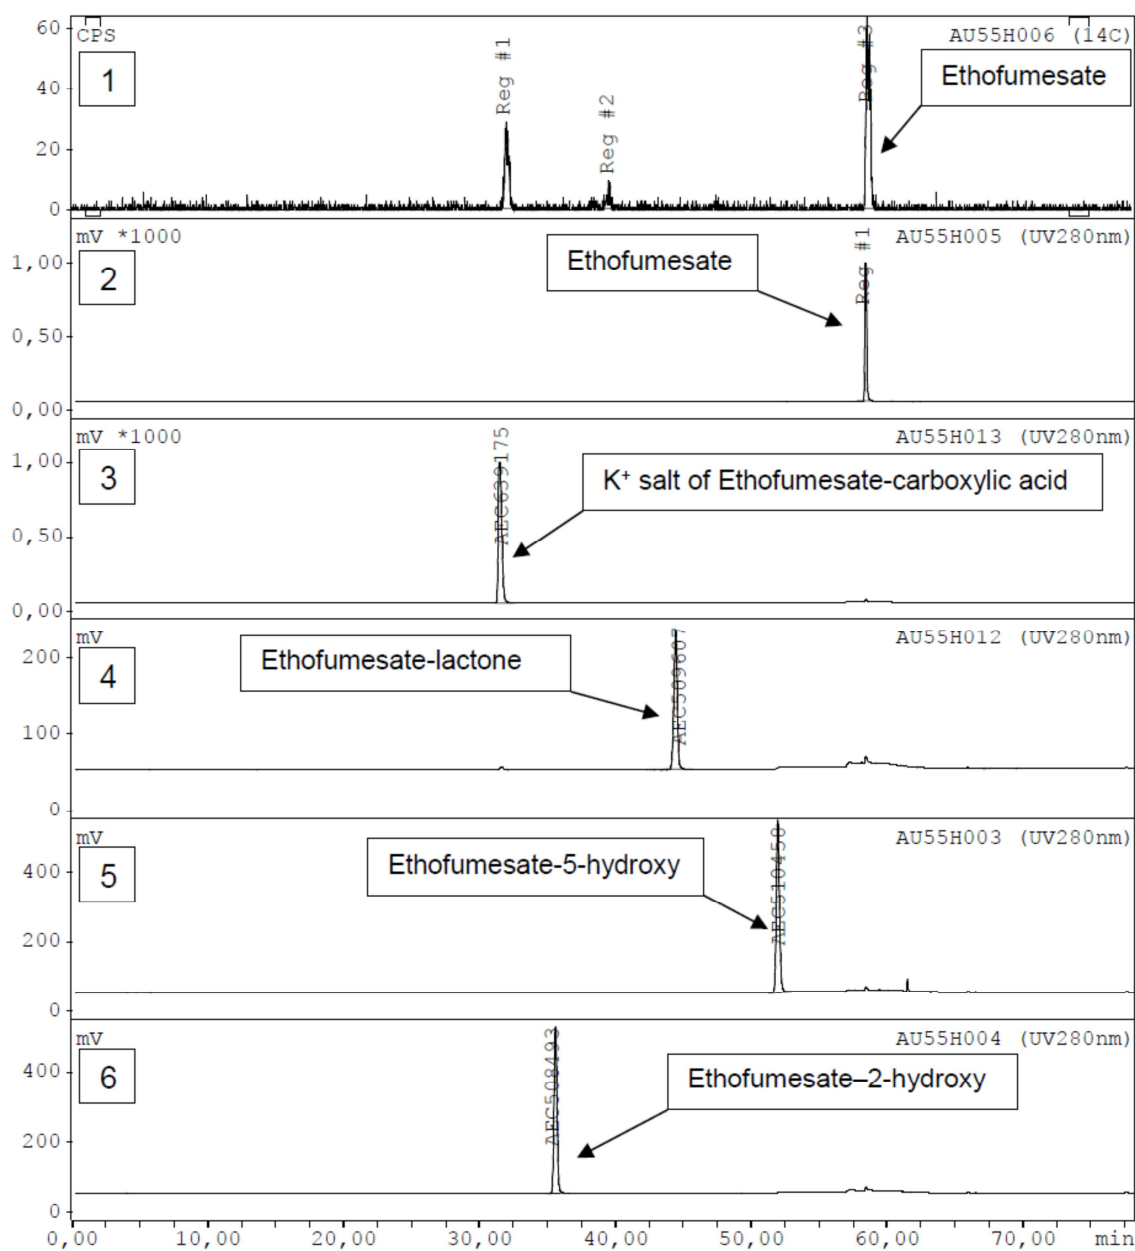 60
CPS
AU55H006 (14C)
1
Reg #1
Reg #2
Reg #3
Ethofumesate
40
20
0
mV *1000
AU55H005 (UV280nm)
1,00
2
Ethofumesate
Reg #1
0,50
0,00
mV *1000
AU55H013 (UV280nm)
1,00
3
AEC639175
K+ salt of Ethofumesate-carboxylic acid
0,50
0,00
mV
AU55H012 (UV280nm)
200
4
Ethofumesate-lactone
AEC509607
100
0
mV
AU55H003 (UV280nm)
400
5
Ethofumesate-5-hydroxy
AEC510450
200
0
mV
AU55H004 (UV280nm)
400
6
AEC508493
Ethofumesate–2-hydroxy
200
0
0,00 10,00 20,00 30,00 40,00 50,00 60,00 70,00 min